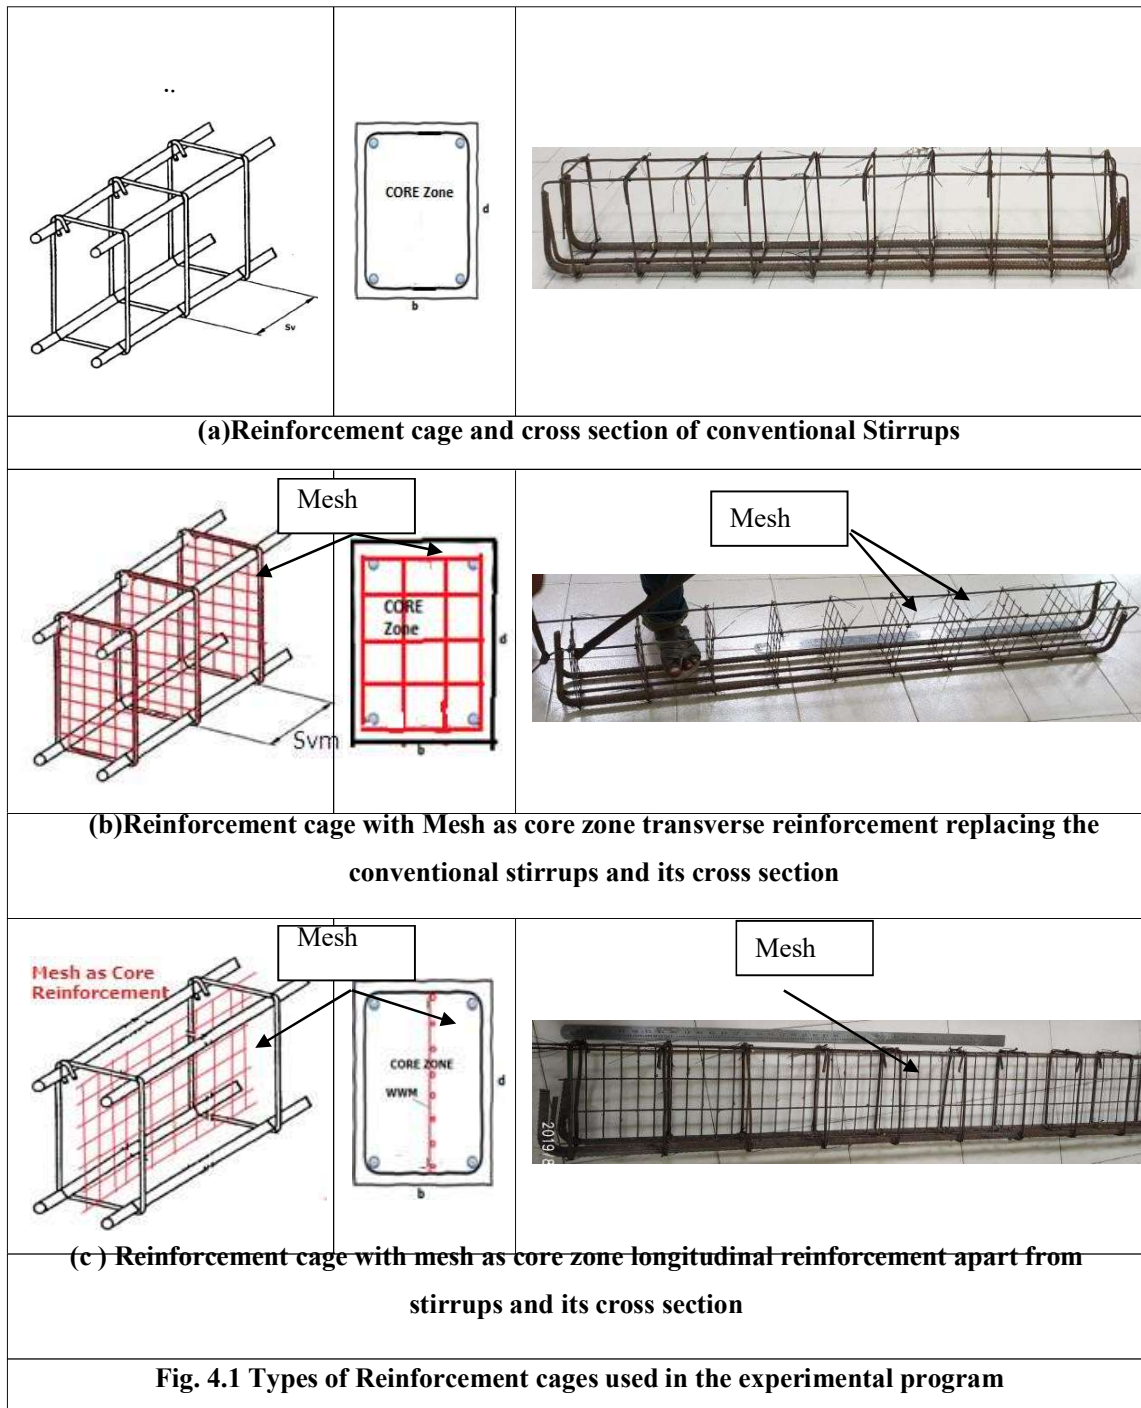 ..
CORE Zone
d
b
Sv
(a)Reinforcement cage and cross section of conventional Stirrups
Mesh
Mesh
CORE
Zone
d
b
Svm
(b)Reinforcement cage with Mesh as core zone transverse reinforcement replacing the
conventional stirrups and its cross section
Mesh
Mesh
Mesh as Core
Reinforcement
CORE ZONE
WWM
d
b
2019/8
(c ) Reinforcement cage with mesh as core zone longitudinal reinforcement apart from
stirrups and its cross section
Fig. 4.1 Types of Reinforcement cages used in the experimental program